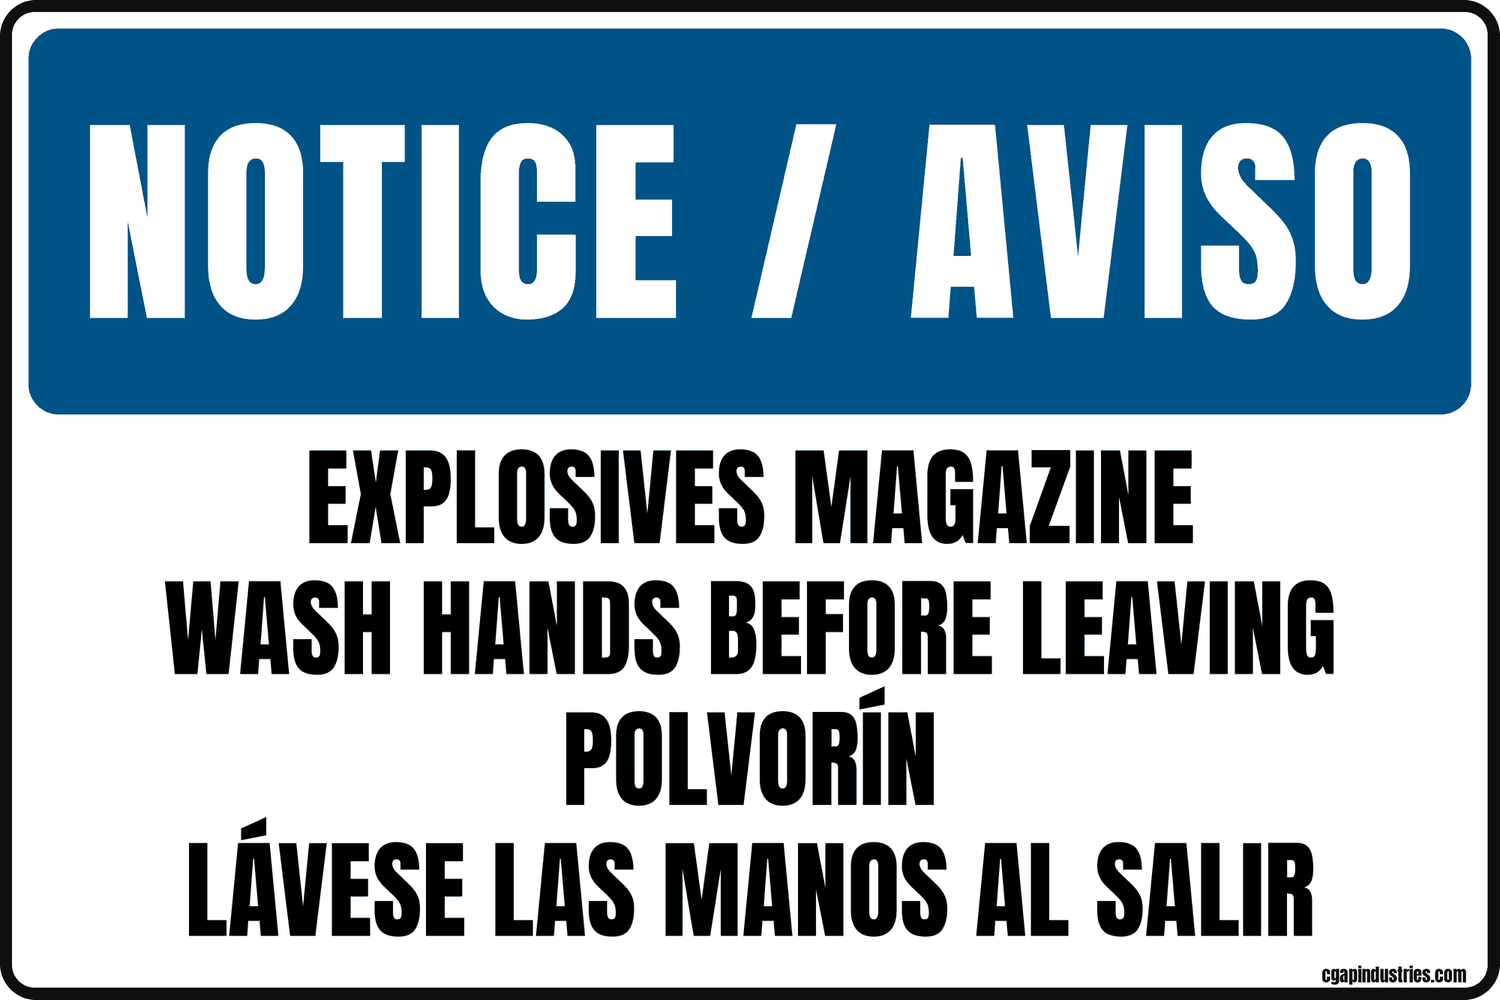 NOTICE / AVISO
EXPLOSIVES MAGAZINE
WASH HANDS BEFORE LEAVING
POLVORÍN
LÁVESE LAS MANOS AL SALIR
cgapindustries.com